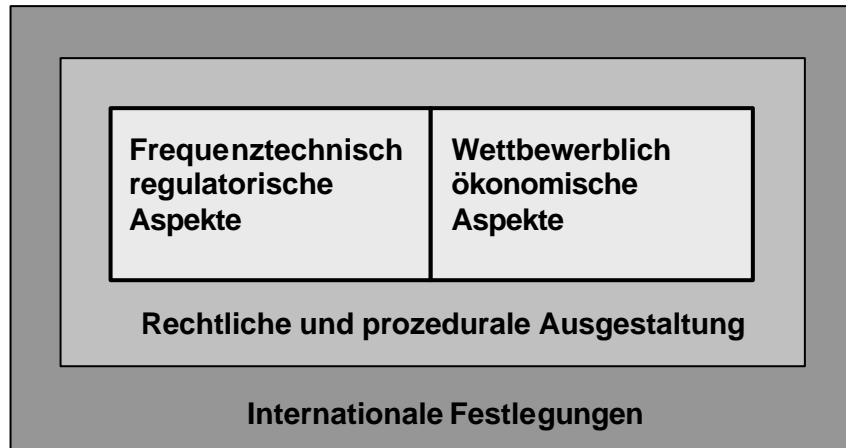 Frequenztechnisch
regulatorische
Aspekte
Wettbewerblich
ökonomische
Aspekte
Rechtliche und prozedurale Ausgestaltung
Internationale Festlegungen